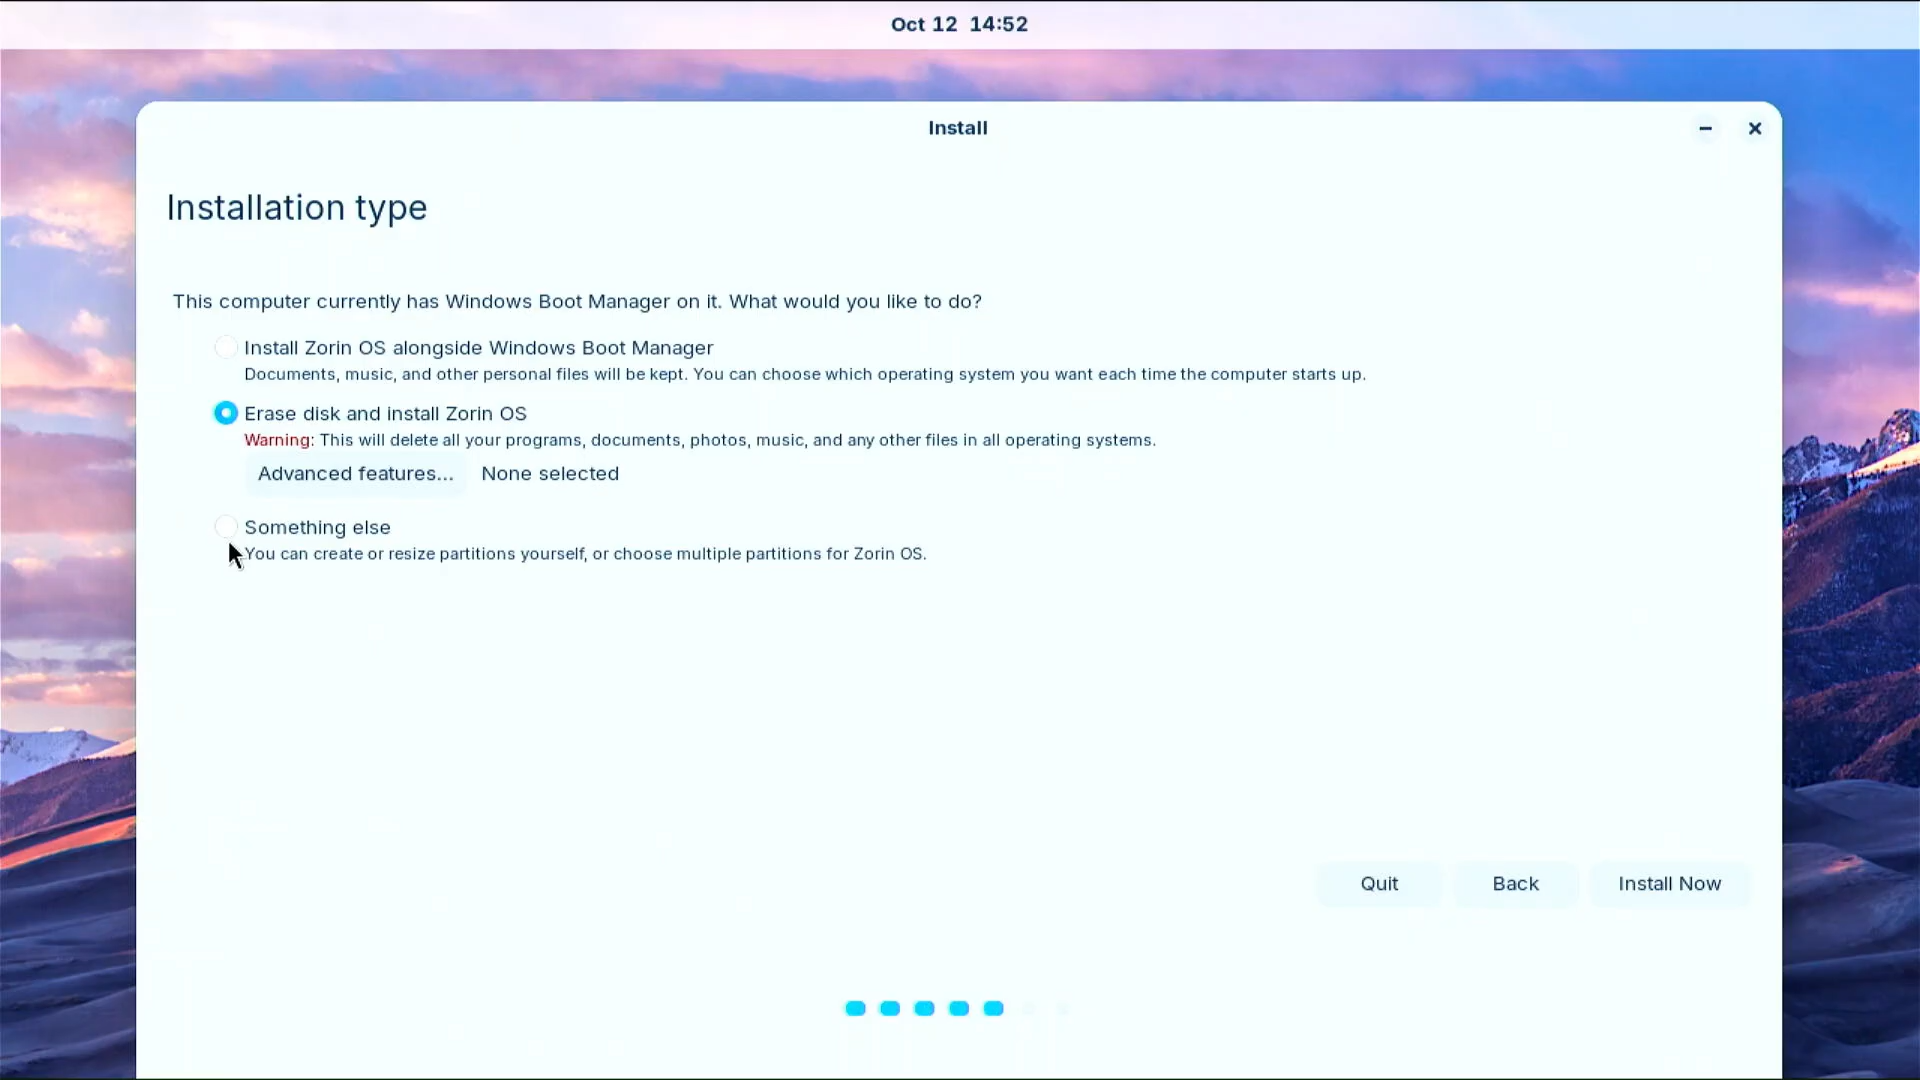 Oct 12 14:52
Install
Installation type
This computer currently has Windows Boot Manager on it. What would you like to do?
Install Zorin OS alongside Windows Boot Manager
Documents, music, and other personal files will be kept. You can choose which operating system you want each time the computer starts up.
Erase disk and install Zorin OS
Warning: This will delete all your programs, documents, photos, music, and any other files in all operating systems.
Advanced features... None selected
Something else
You can create or resize partitions yourself, or choose multiple partitions for Zorin OS.
Quit Back Install Now